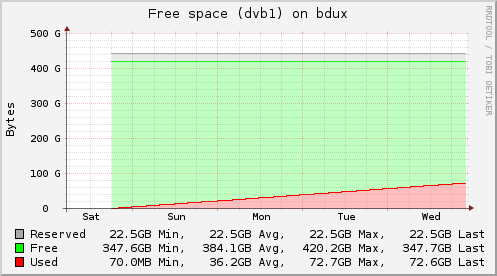 Free space (dvb1) on bdux
RRDTOOL / TOBI OETIKER
Bytes
500 G
400 G
300 G
200 G
100 G
0
Sat Sun Mon Tue Wed
Reserved 22.5GB Min, 22.5GB Avg, 22.5GB Max, 22.5GB Last
Free 347.6GB Min, 384.1GB Avg, 420.2GB Max, 347.7GB Last
Used 70.0MB Min, 36.2GB Avg, 72.7GB Max, 72.6GB Last